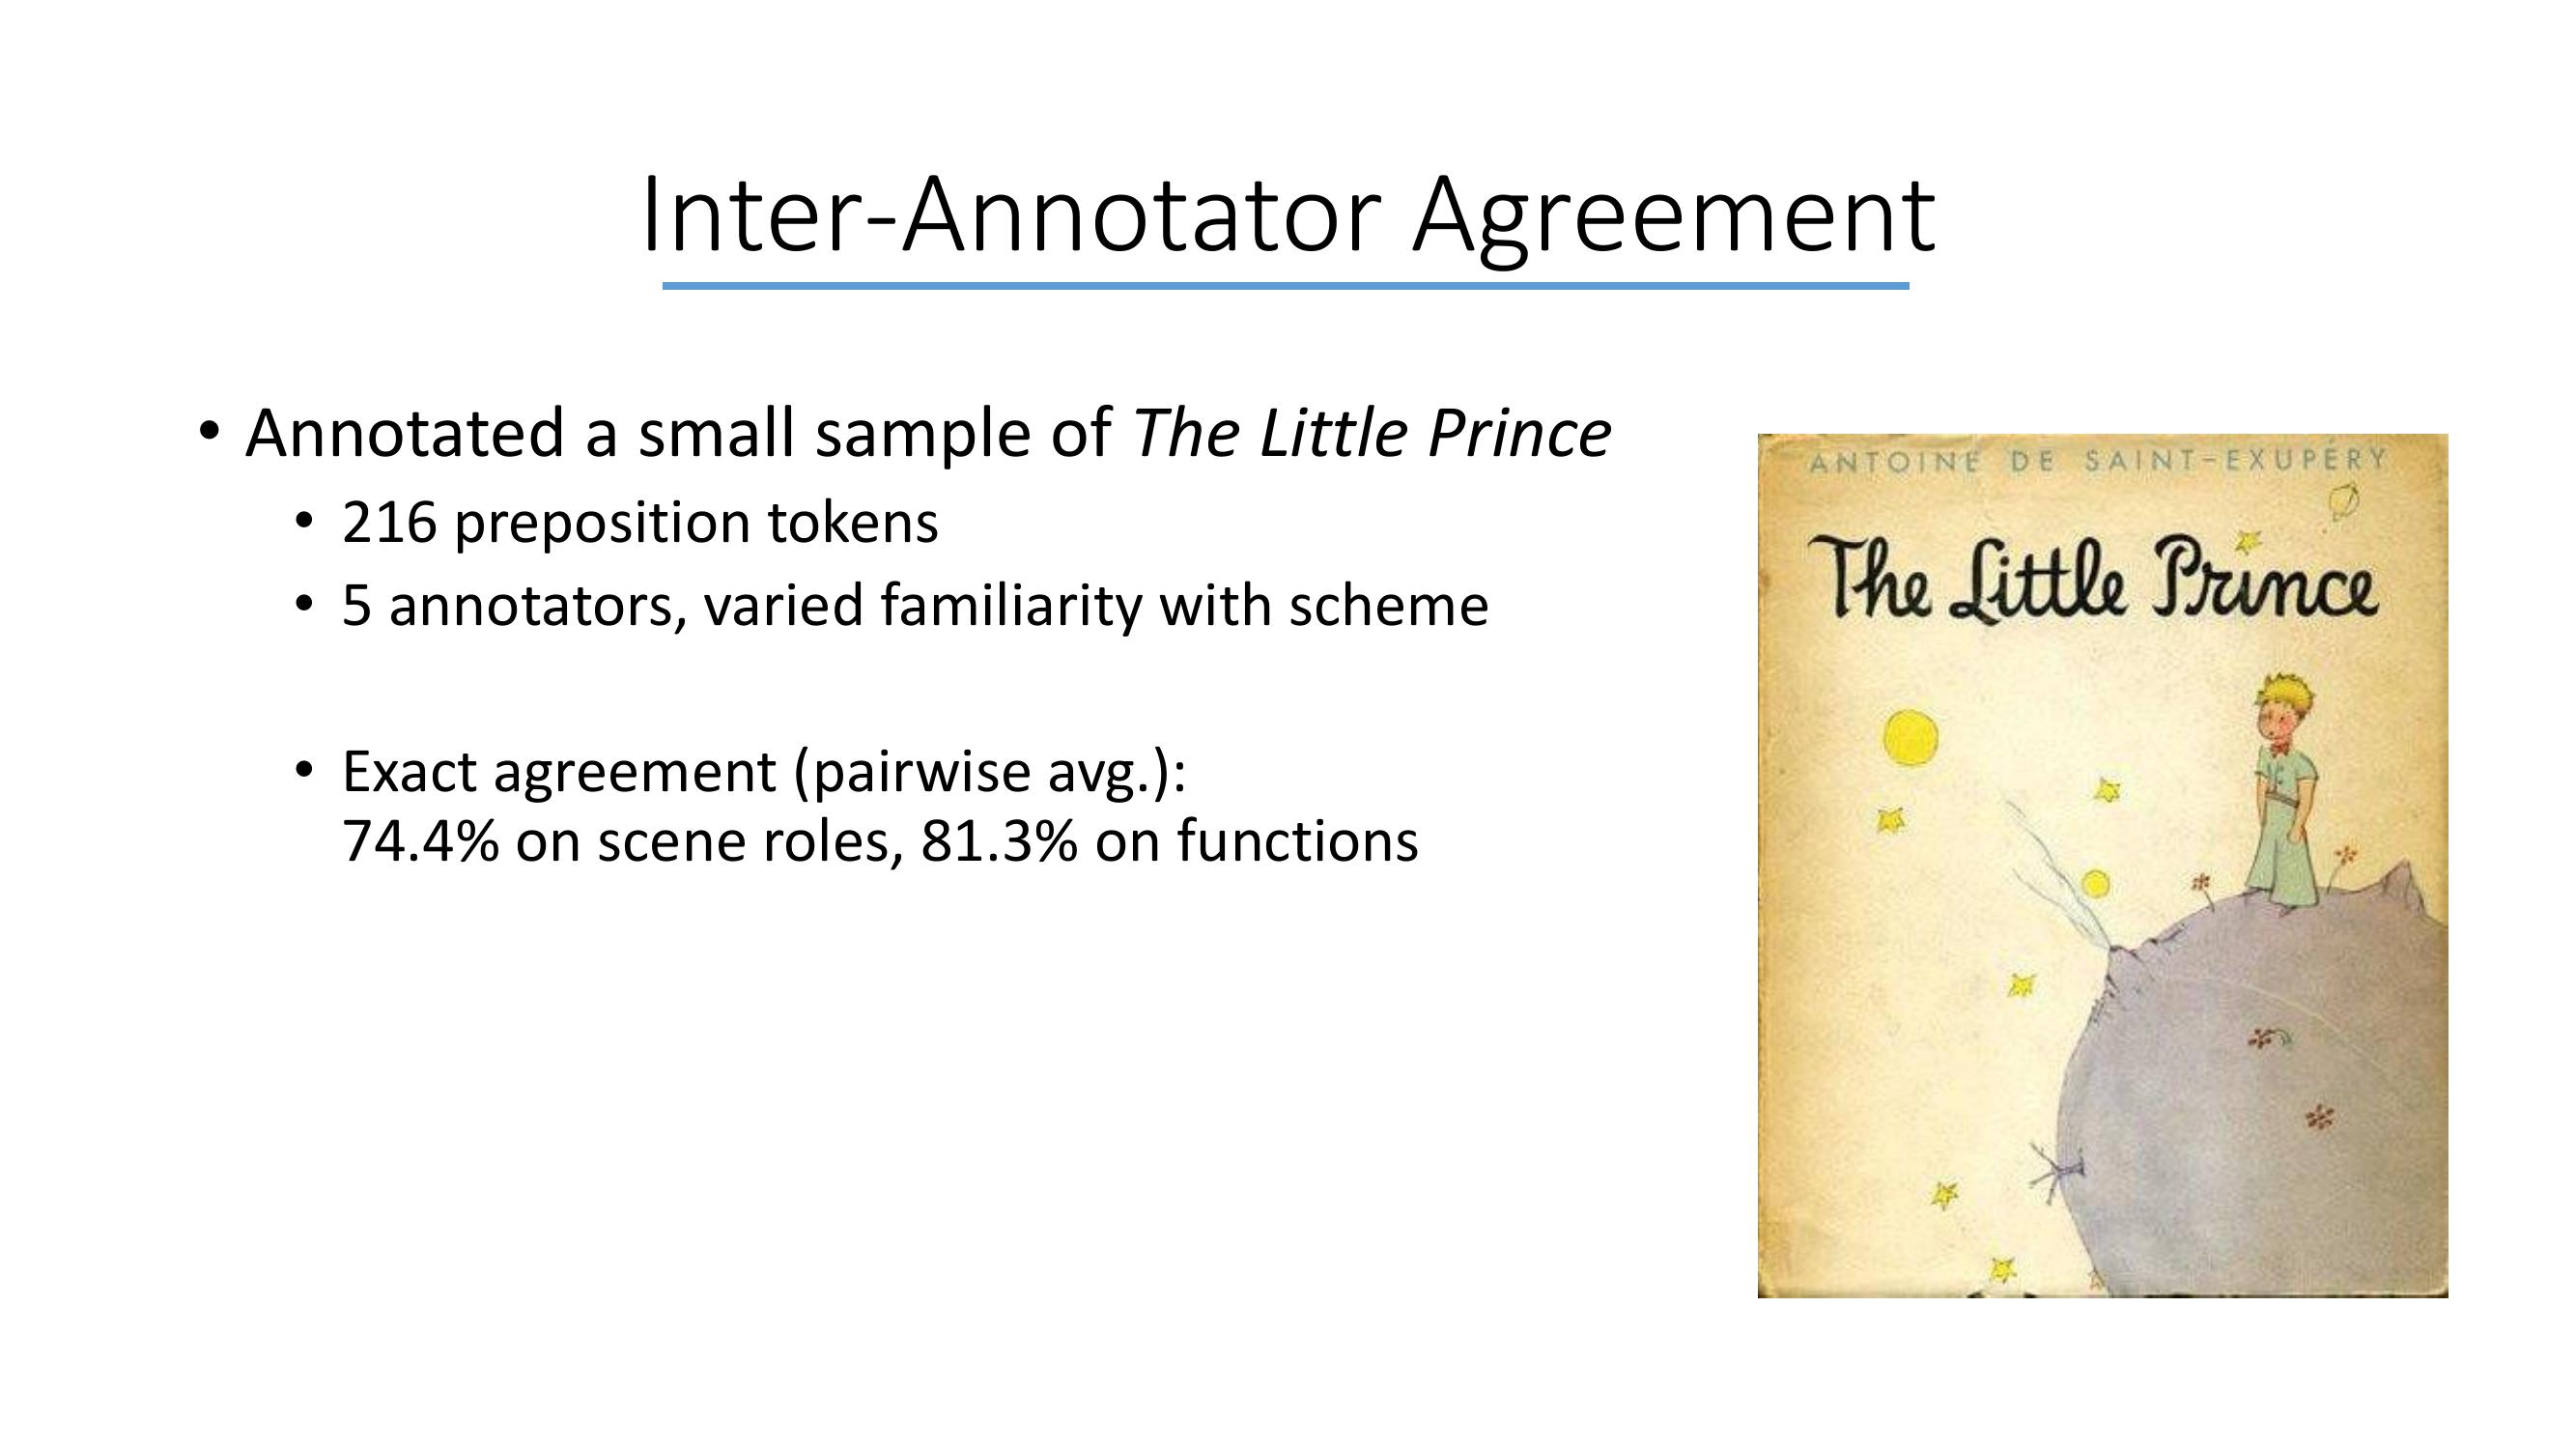 Inter-Annotator Agreement
• Annotated a small sample of The Little Prince
• 216 preposition tokens
• 5 annotators, varied familiarity with scheme
• Exact agreement (pairwise avg.):
74.4% on scene roles, 81.3% on functions
ANTOINE DE SAINT-EXUPÉRY
The Little Prince